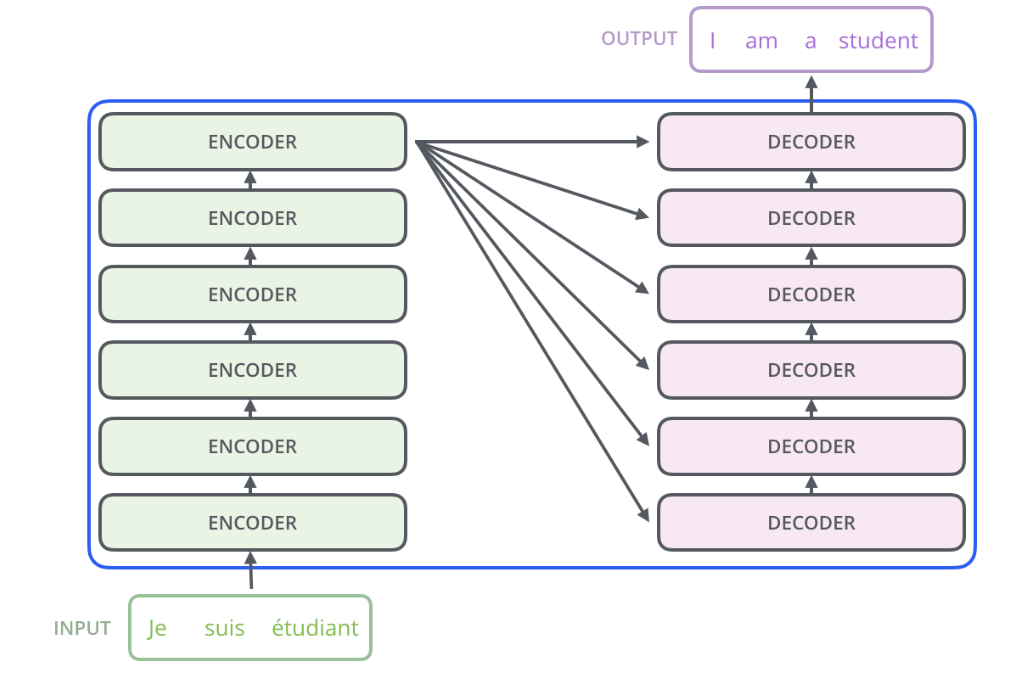 OUTPUT
I am a student
ENCODER
DECODER
ENCODER
DECODER
ENCODER
DECODER
ENCODER
DECODER
ENCODER
DECODER
ENCODER
DECODER
INPUT
Je suis étudiant